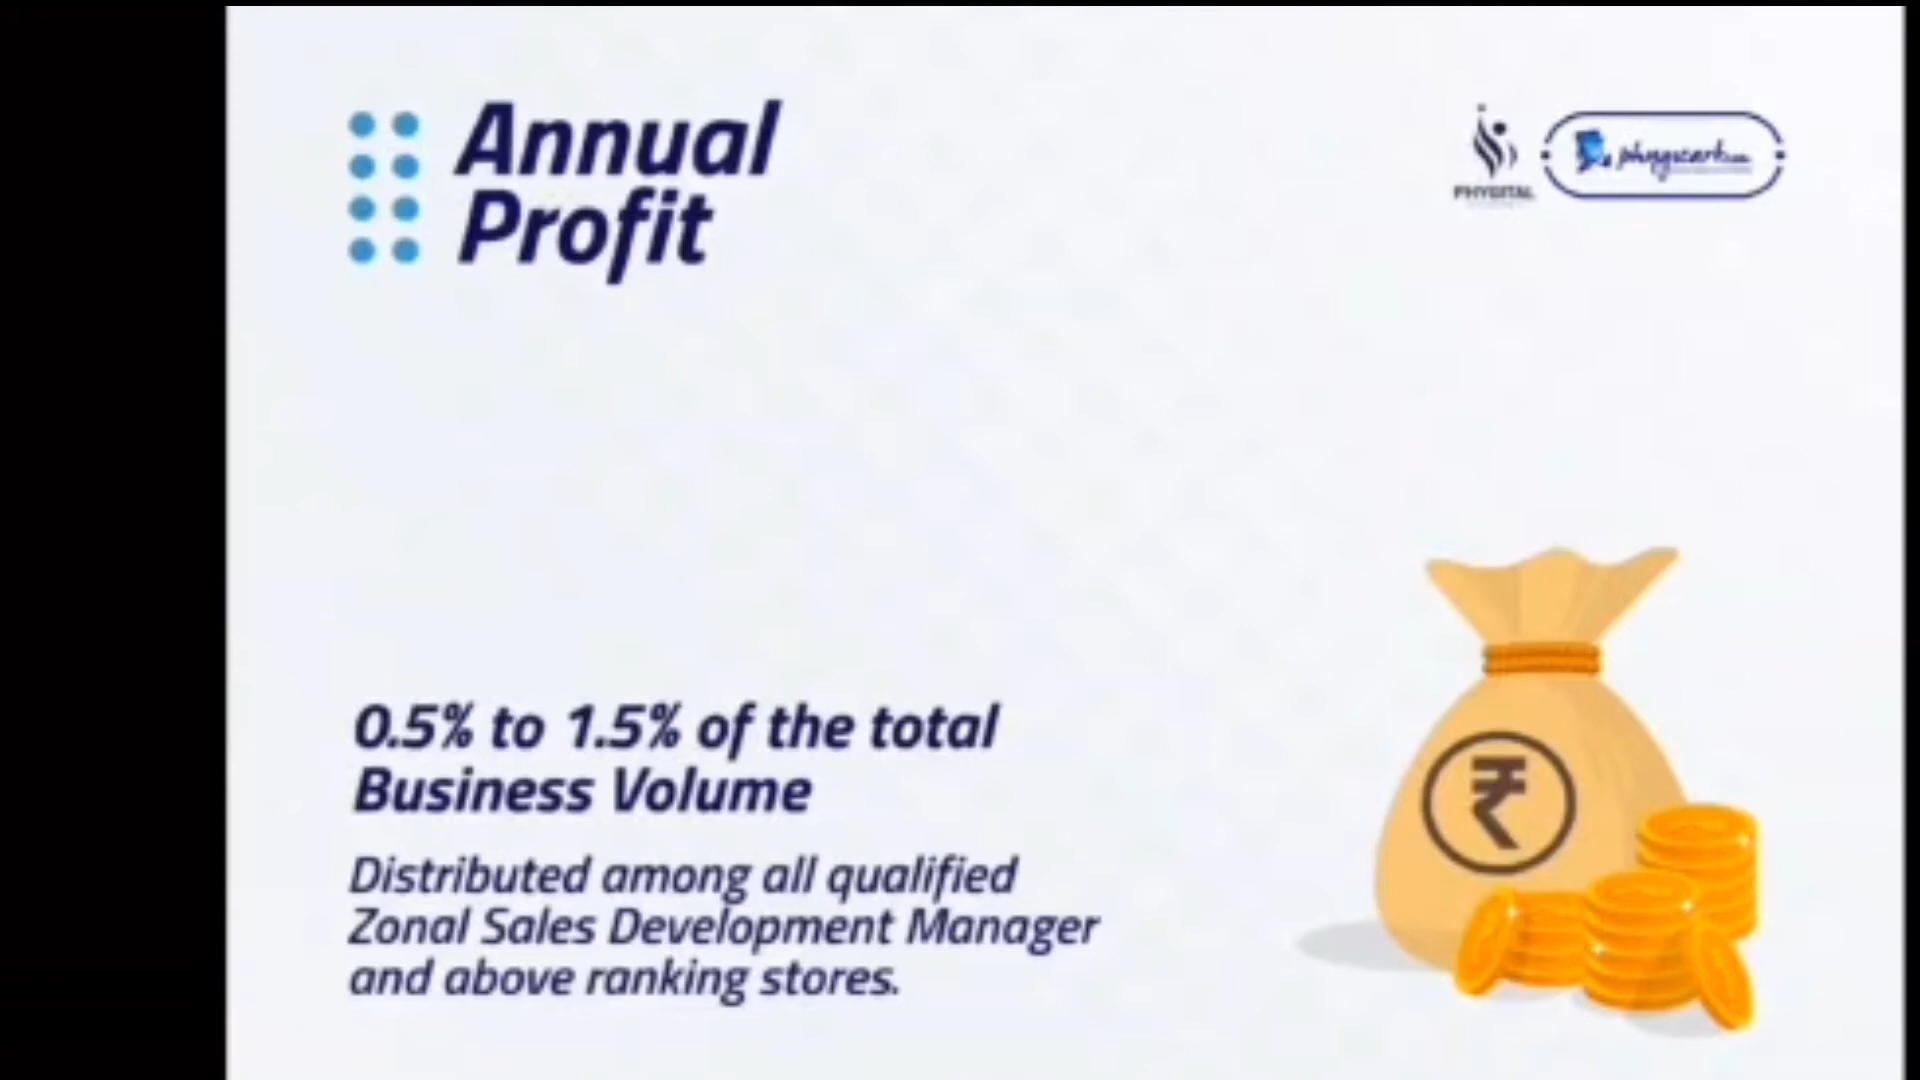 Annual
Profit
PHYGITAL
0.5% to 1.5% of the total
Business Volume
Distributed among all qualified
Zonal Sales Development Manager
and above ranking stores.
₹